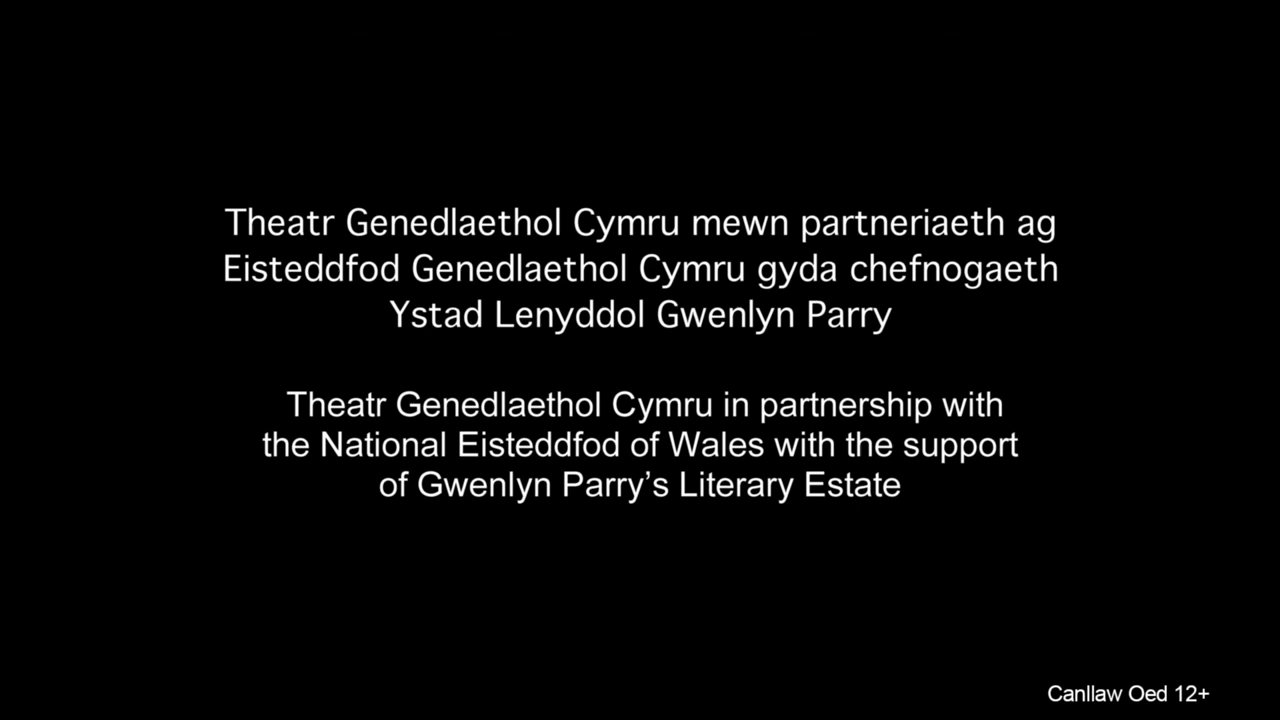 Theatr Genedlaethol Cymru mewn partneriaeth ag
Eisteddfod Genedlaethol Cymru gyda chefnogaeth
Ystad Lenyddol Gwenlyn Parry
Theatr Genedlaethol Cymru in partnership with
the National Eisteddfod of Wales with the support
of Gwenlyn Parry’s Literary Estate
Canllaw Oed 12+